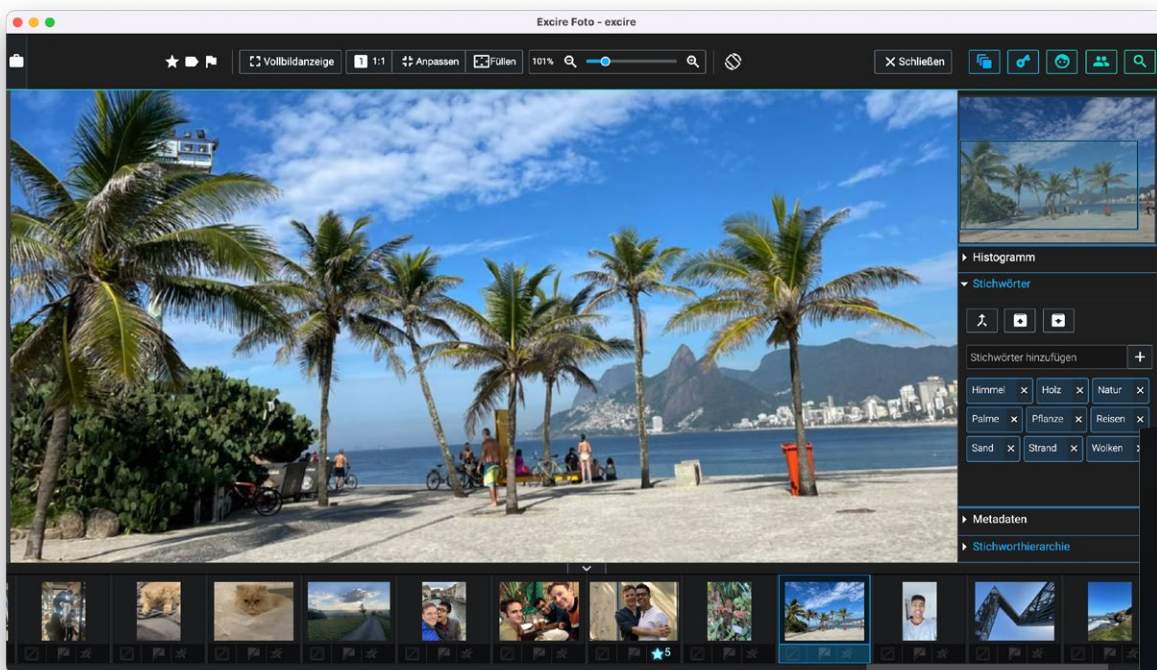 Excire Foto - excire
Vollbildanzeige 1 1:1 Anpassen Füllen 101% Schließen
Histogramm
Stichwörter
Stichwörter hinzufügen
Himmel Holz Natur
Palme Pflanze Reisen
Sand Strand Wolken
Metadaten
Stichworthierarchie
5